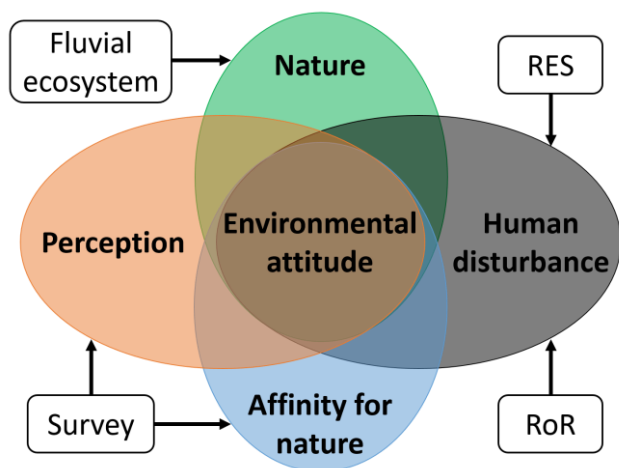 Fluvial
ecosystem
Nature
RES
Perception
Environmental
attitude
Human
disturbance
Survey
Affinity for
nature
RoR